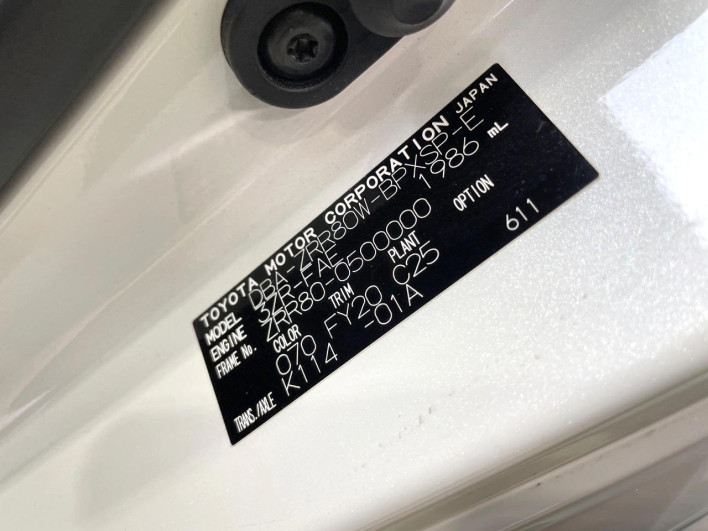 TOYOTA MOTOR CORPORATION JAPAN
MODEL DBA-ZRR80W-BPXSP-E
ENGINE 3ZR-FAE 1986 mL
FRAME No. ZRR80-0500000
COLOR TRIM PLANT OPTION
070 FY20 C25 611
TRANS./AXLE K114 -01A